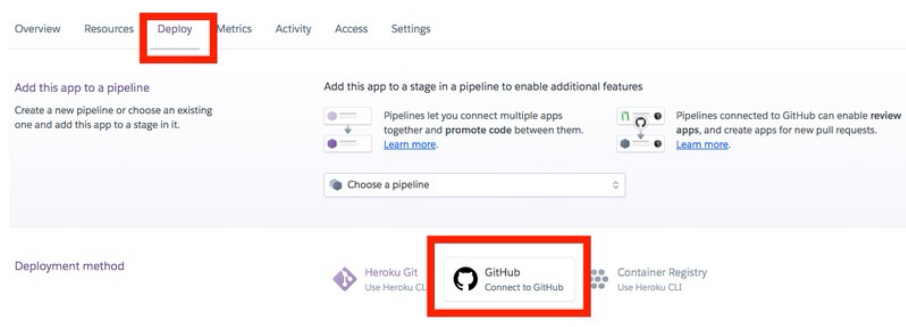 Overview Resources Deploy Metrics Activity Access Settings
Add this app to a pipeline
Create a new pipeline or choose an existing
one and add this app to a stage in it.
Add this app to a stage in a pipeline to enable additional features
Pipelines let you connect multiple apps
together and promote code between them.
Learn more.
Pipelines connected to GitHub can enable review
apps, and create apps for new pull requests.
Learn more.
Choose a pipeline
Deployment method
Heroku Git
Use Heroku CL
GitHub
Connect to GitHub
Container Registry
Use Heroku CLI